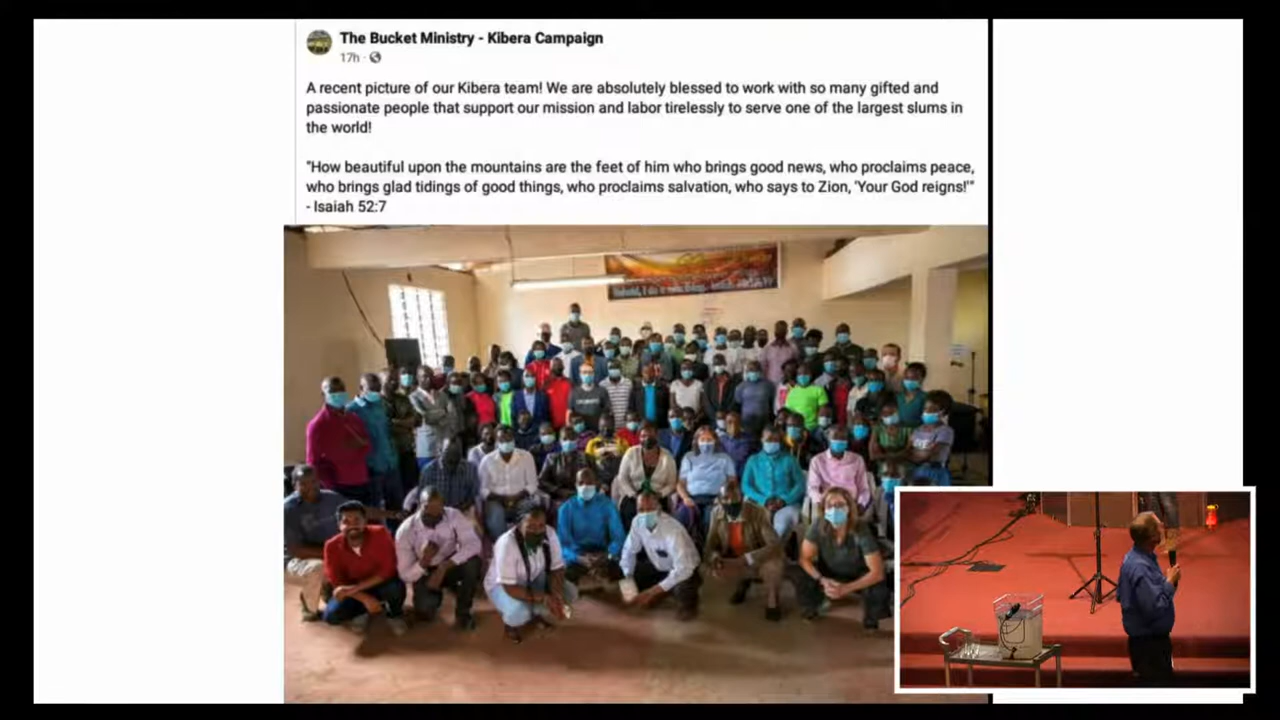 The Bucket Ministry - Kibera Campaign
17h ·
A recent picture of our Kibera team! We are absolutely blessed to work with so many gifted and
passionate people that support our mission and labor tirelessly to serve one of the largest slums in
the world!
"How beautiful upon the mountains are the feet of him who brings good news, who proclaims peace,
who brings glad tidings of good things, who proclaims salvation, who says to Zion, 'Your God reigns!'"
- Isaiah 52:7